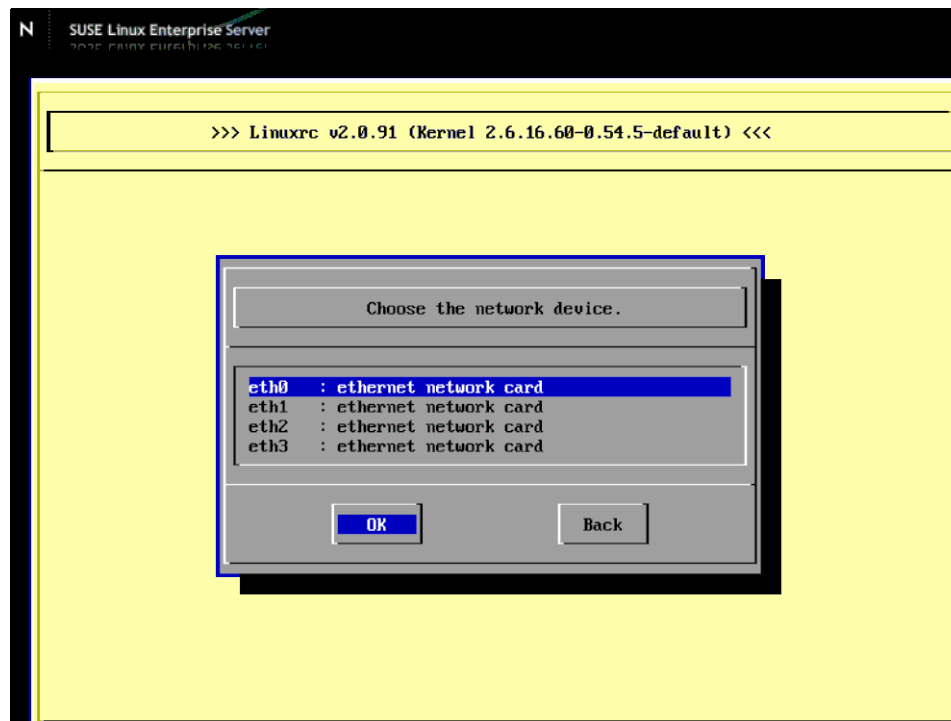 N SUSE Linux Enterprise Server
>>> Linuxrc v2.0.91 (Kernel 2.6.16.60-0.54.5-default) <<<
Choose the network device.
eth0 : ethernet network card
eth1 : ethernet network card
eth2 : ethernet network card
eth3 : ethernet network card
OK Back